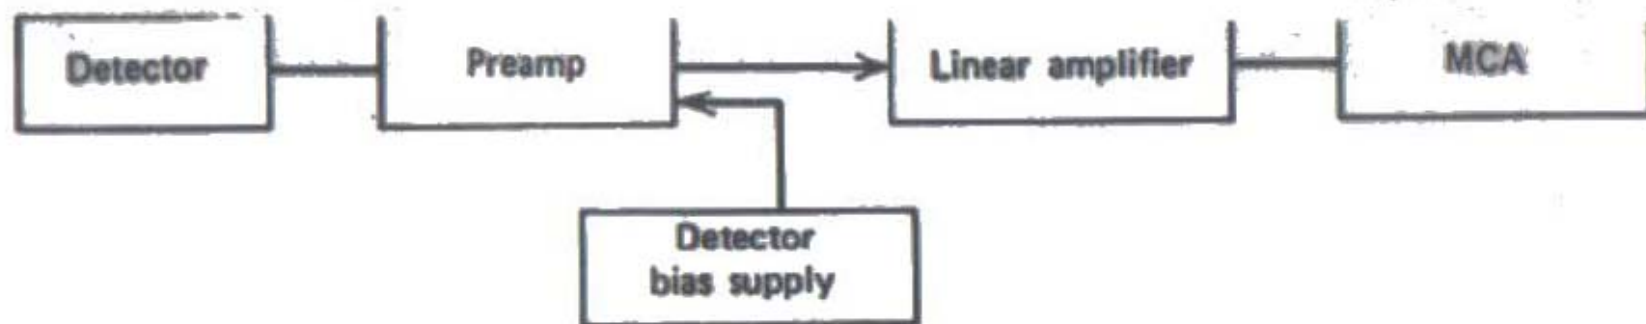 Detector
Preamp
Linear amplifier
MCA
Detector
bias supply